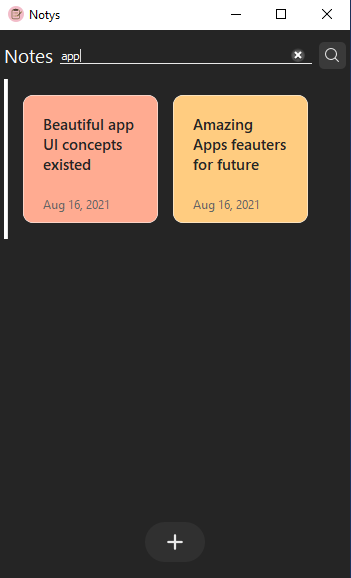 Notys
Notes app
Beautiful app
UI concepts
existed
Aug 16, 2021
Amazing
Apps feauters
for future
Aug 16, 2021